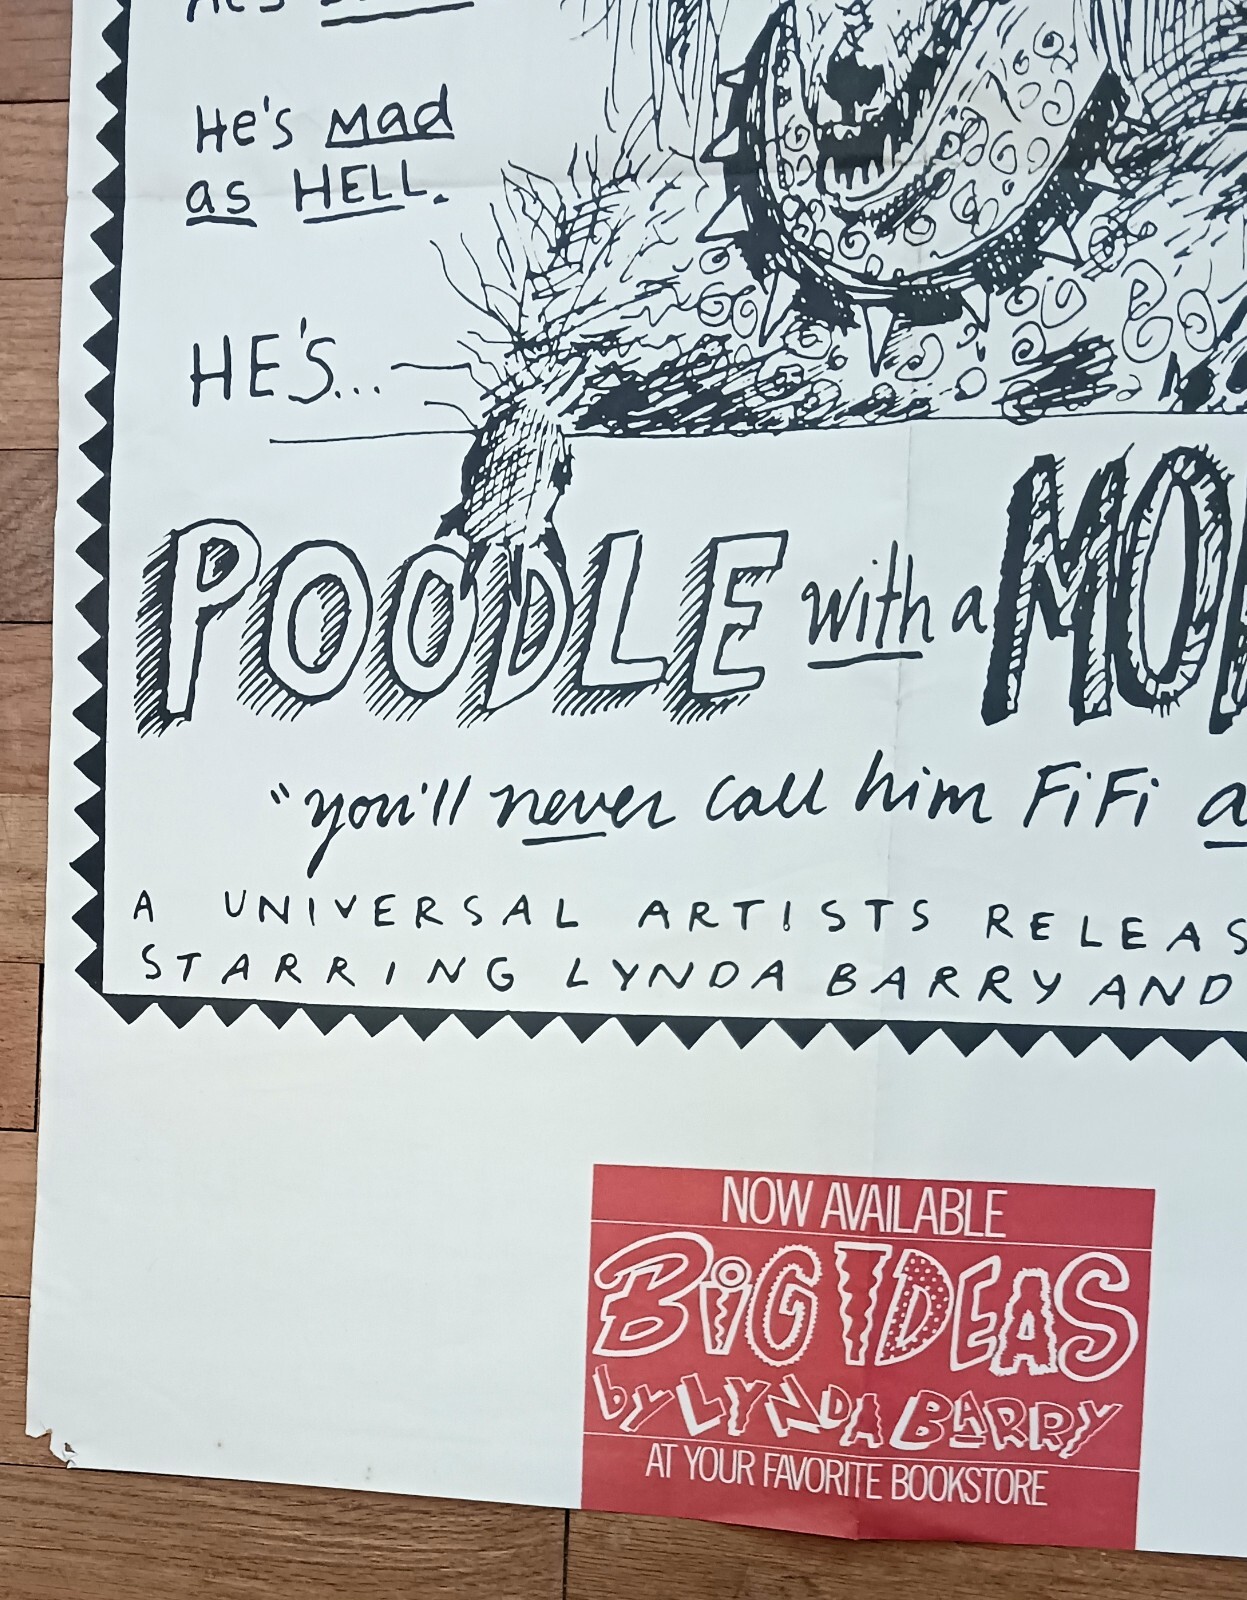 He's
He's Mad
as HELL.
HE'S...
POODLE with a
"you'll never call him FiFi
A UNIVERSAL ARTISTS
STARRING LYNDA BARRY AND
NOW AVAILABLE
BiG IDEAS
by LYNDA BARRY
AT YOUR FAVORITE BOOKSTORE